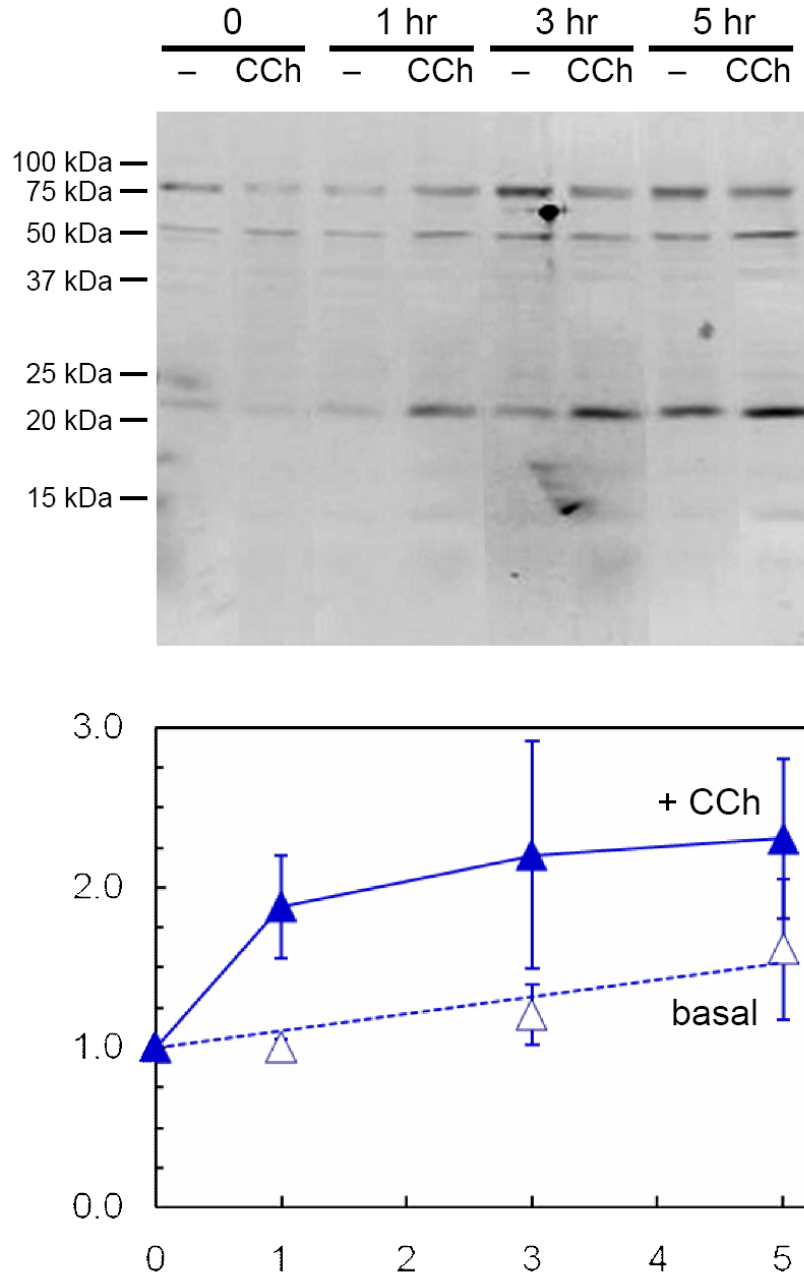 0 1 hr 3 hr 5 hr
– CCh – CCh – CCh – CCh
100 kDa
75 kDa
50 kDa
37 kDa
25 kDa
20 kDa
15 kDa
3.0
+ CCh
2.0
basal
1.0
0.0
0 1 2 3 4 5